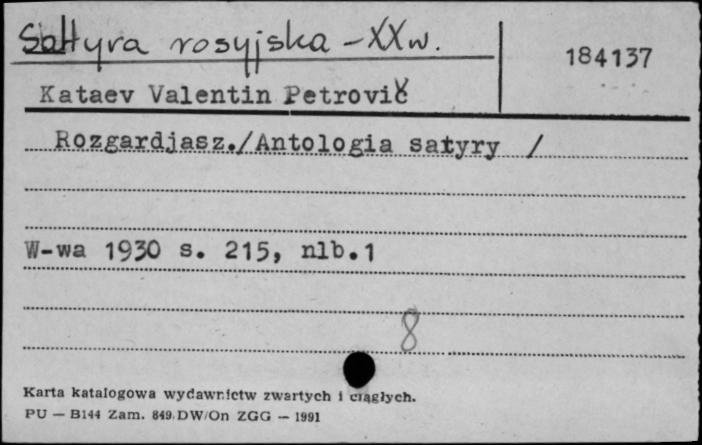 Satyra rosyjska - XX w.
184137
Kataev Valentin Petrovič
Rozgardjasz./Antologia satyry /
W-wa 1930 s. 215, nlb.1
8
Karta katalogowa wydawnictw zwartych i ciągłych.
PU — B144 Zam. 849. DW/On ZGG — 1991